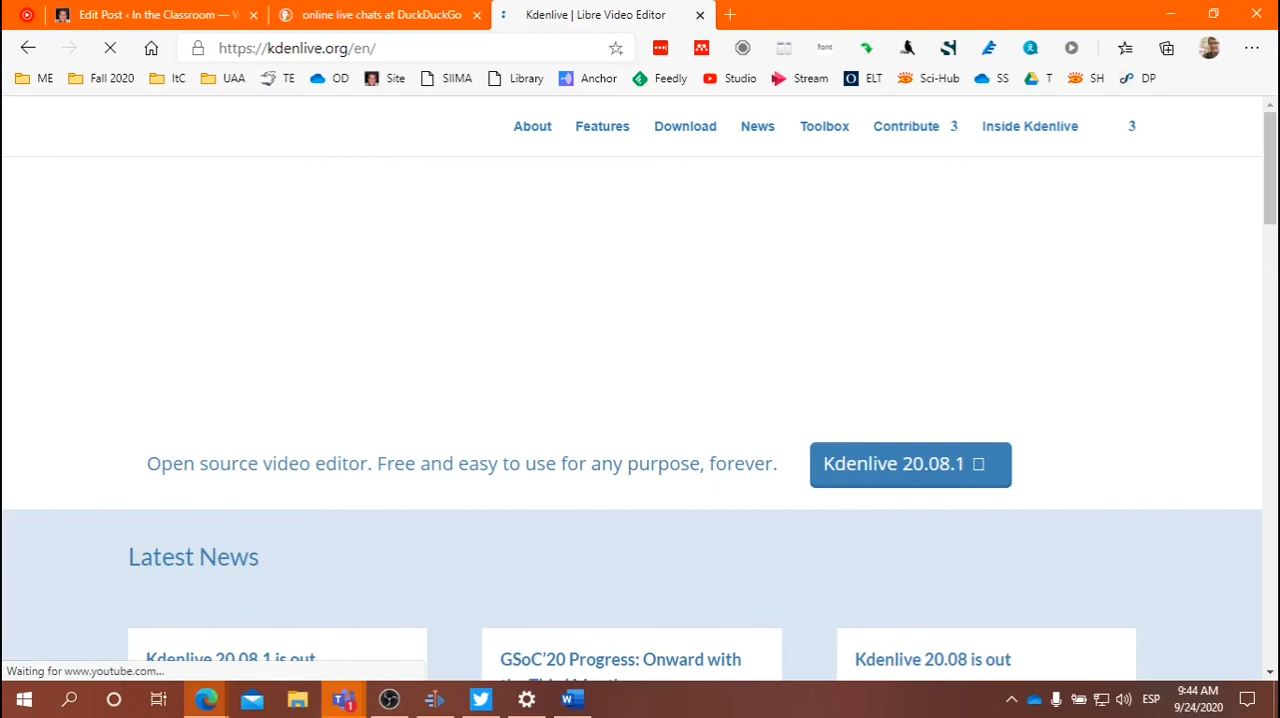 Edit Post ‹ In the Classroom — W
online live chats at DuckDuckGo
Kdenlive | Libre Video Editor
https://kdenlive.org/en/
font
ME Fall 2020 ItC UAA TE OD Site SIIMA Library Anchor Feedly Studio Stream ELT Sci-Hub SS T SH DP
About Features Download News Toolbox Contribute 3 Inside Kdenlive 3
Open source video editor. Free and easy to use for any purpose, forever.
Kdenlive 20.08.1
Latest News
Kdenlive 20.08.1 is out
GSoC’20 Progress: Onward with
Kdenlive 20.08 is out
Waiting for www.youtube.com...
ESP
9:44 AM
9/24/2020